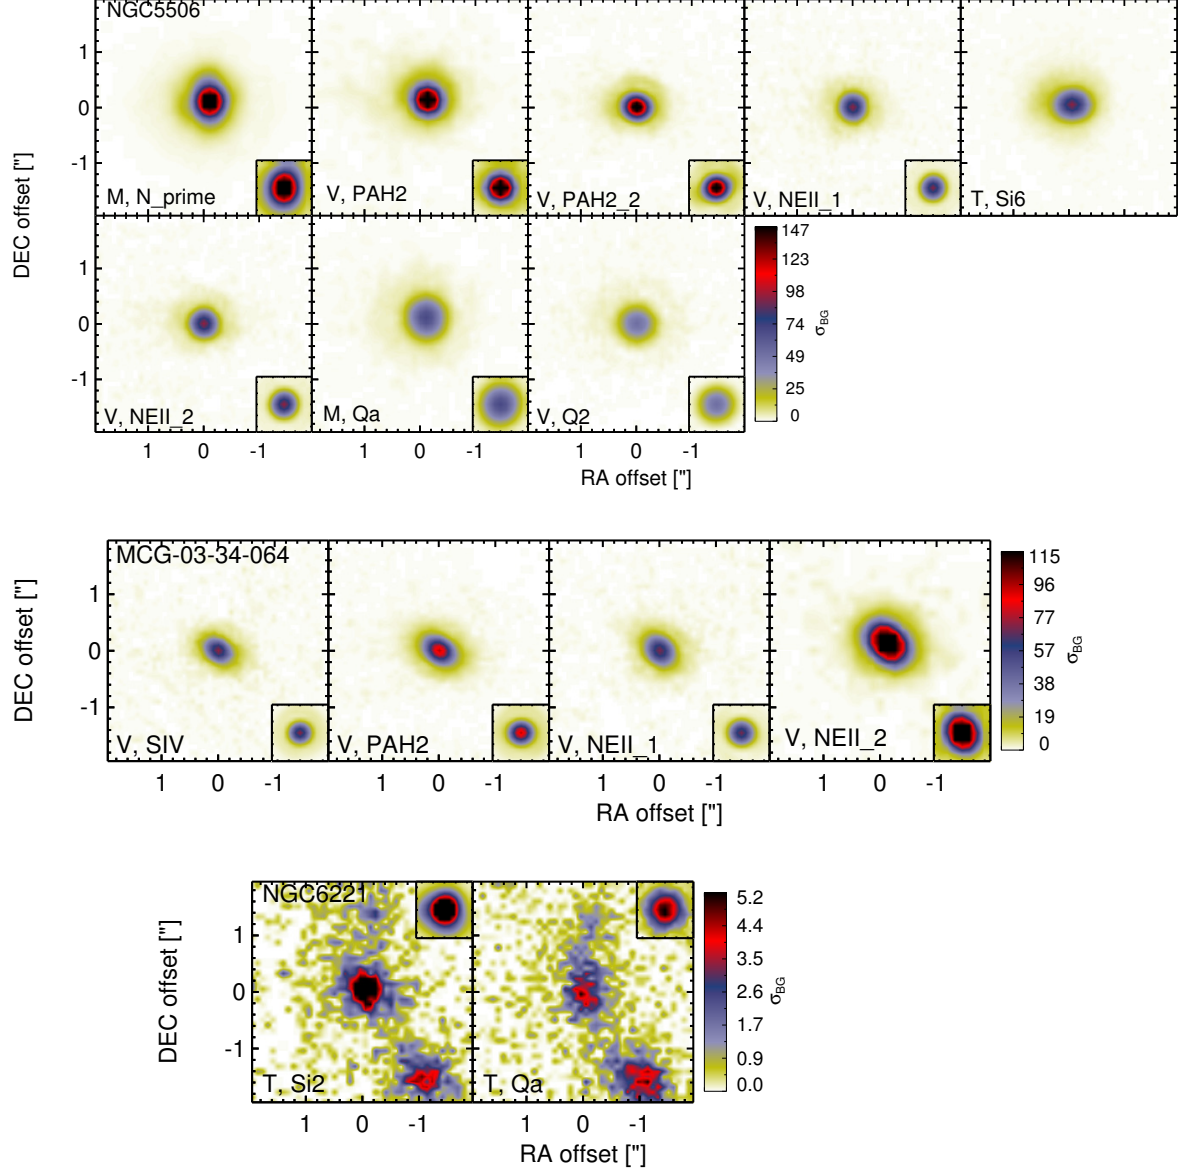 NGC5506
1
0
-1
M, N_prime
V, PAH2
V, PAH2_2
V, NEII_1
T, Si6
DEC offset ["]
1
0
-1
V, NEII_2
M, Qa
V, Q2
147
123
98
74
49
25
0
σBG
1 0 -1
1 0 -1
1 0 -1
RA offset ["]
MCG-03-34-064
DEC offset ["]
1
0
-1
V, SIV
V, PAH2
V, NEII_1
V, NEII_2
115
96
77
57
38
19
0
σBG
1 0 -1
1 0 -1
1 0 -1
1 0 -1
RA offset ["]
NGC6221
DEC offset ["]
1
0
-1
T, Si2
T, Qa
5.2
4.4
3.5
2.6
1.7
0.9
0.0
σBG
1 0 -1
1 0 -1
RA offset ["]